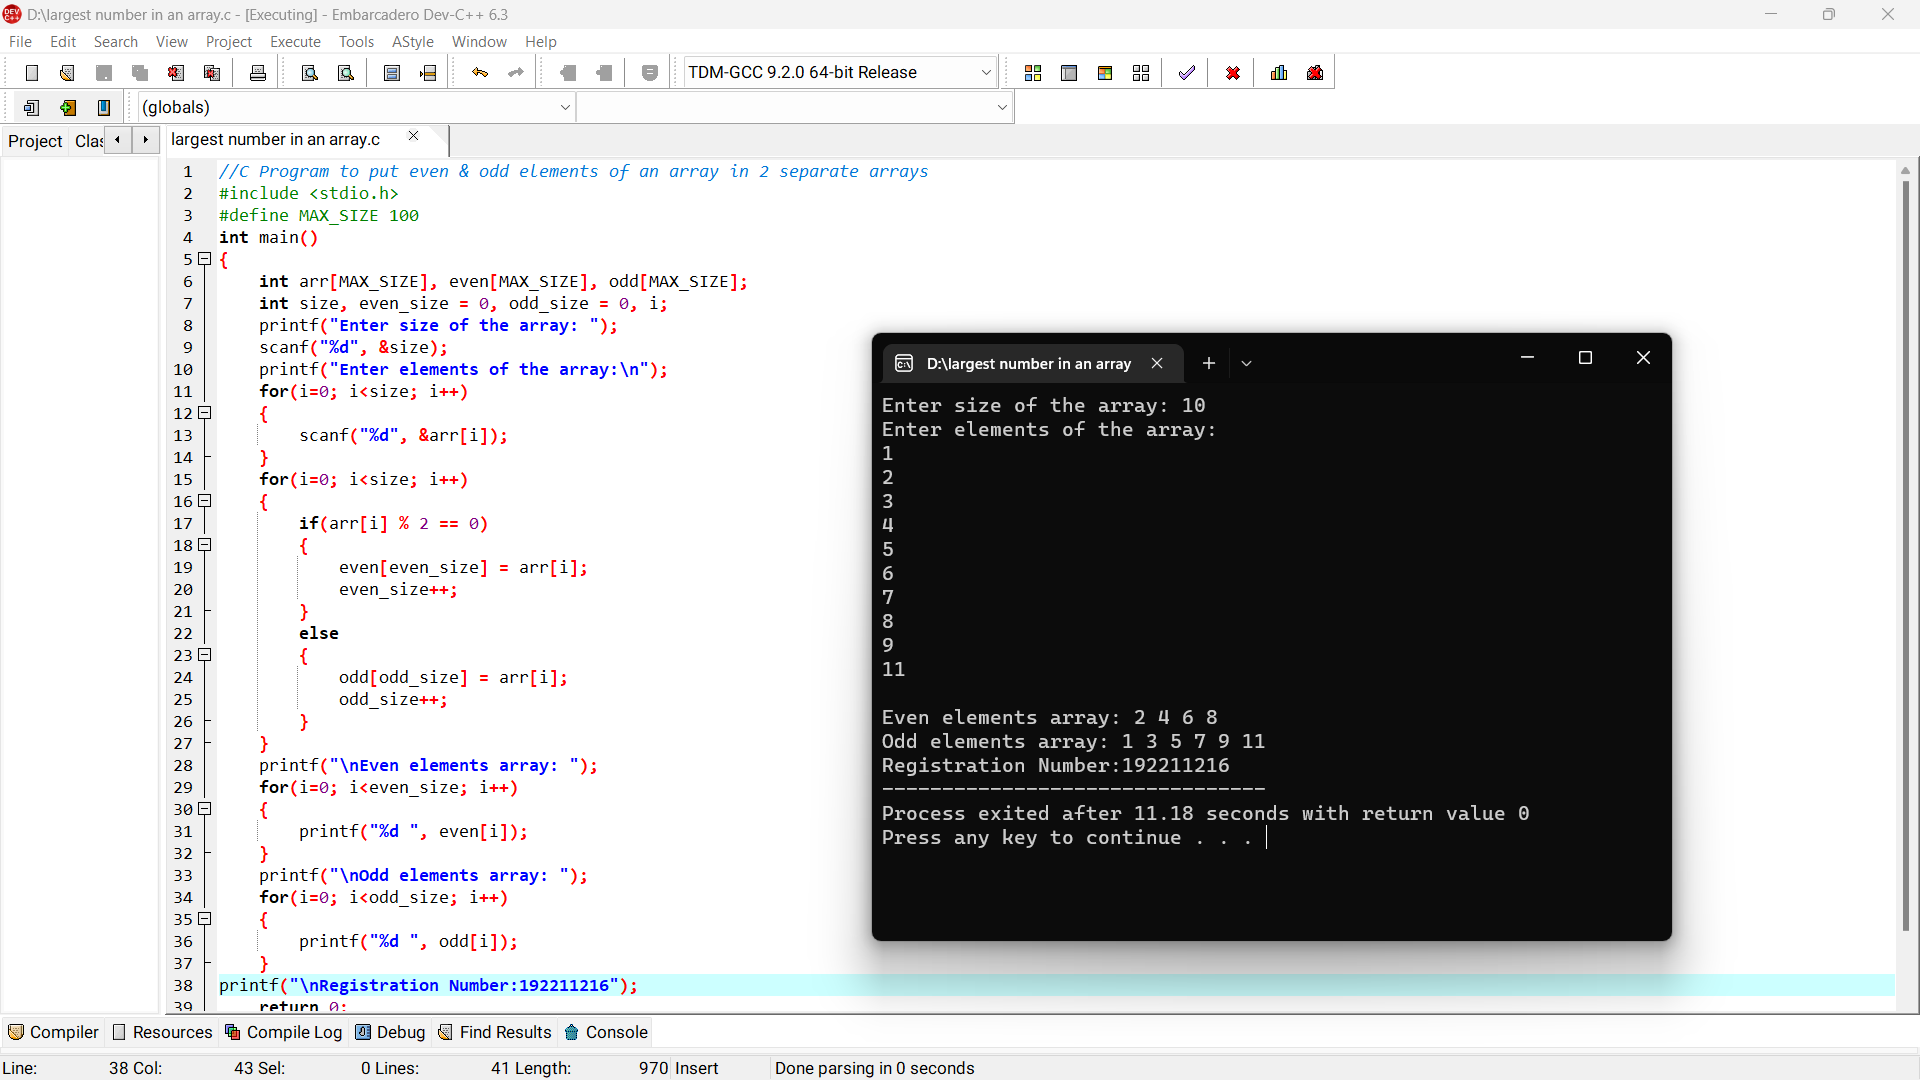 D:\largest number in an array.c - [Executing] - Embarcadero Dev-C++ 6.3
File Edit Search View Project Execute Tools AStyle Window Help
TDM-GCC 9.2.0 64-bit Release
(globals)
Project Clas largest number in an array.c
1 //C Program to put even & odd elements of an array in 2 separate arrays
2 #include <stdio.h>
3 #define MAX_SIZE 100
4 int main()
5 {
6 int arr[MAX_SIZE], even[MAX_SIZE], odd[MAX_SIZE];
7 int size, even_size = 0, odd_size = 0, i;
8 printf("Enter size of the array: ");
9 scanf("%d", &size);
10 printf("Enter elements of the array:\n");
11 for(i=0; i<size; i++)
12 {
13 scanf("%d", &arr[i]);
14 }
15 for(i=0; i<size; i++)
16 {
17 if(arr[i] % 2 == 0)
18 {
19 even[even_size] = arr[i];
20 even_size++;
21 }
22 else
23 {
24 odd[odd_size] = arr[i];
25 odd_size++;
26 }
27 }
28 printf("\nEven elements array: ");
29 for(i=0; i<even_size; i++)
30 {
31 printf("%d ", even[i]);
32 }
33 printf("\nOdd elements array: ");
34 for(i=0; i<odd_size; i++)
35 {
36 printf("%d ", odd[i]);
37 }
38 printf("\nRegistration Number:192211216");
39 return 0;
D:\largest number in an array
Enter size of the array: 10
Enter elements of the array:
1
2
3
4
5
6
7
8
9
11
Even elements array: 2 4 6 8
Odd elements array: 1 3 5 7 9 11
Registration Number:192211216
--------------------------------
Process exited after 11.18 seconds with return value 0
Press any key to continue . . .
Compiler Resources Compile Log Debug Find Results Console
Line: 38 Col: 43 Sel: 0 Lines: 41 Length: 970 Insert Done parsing in 0 seconds